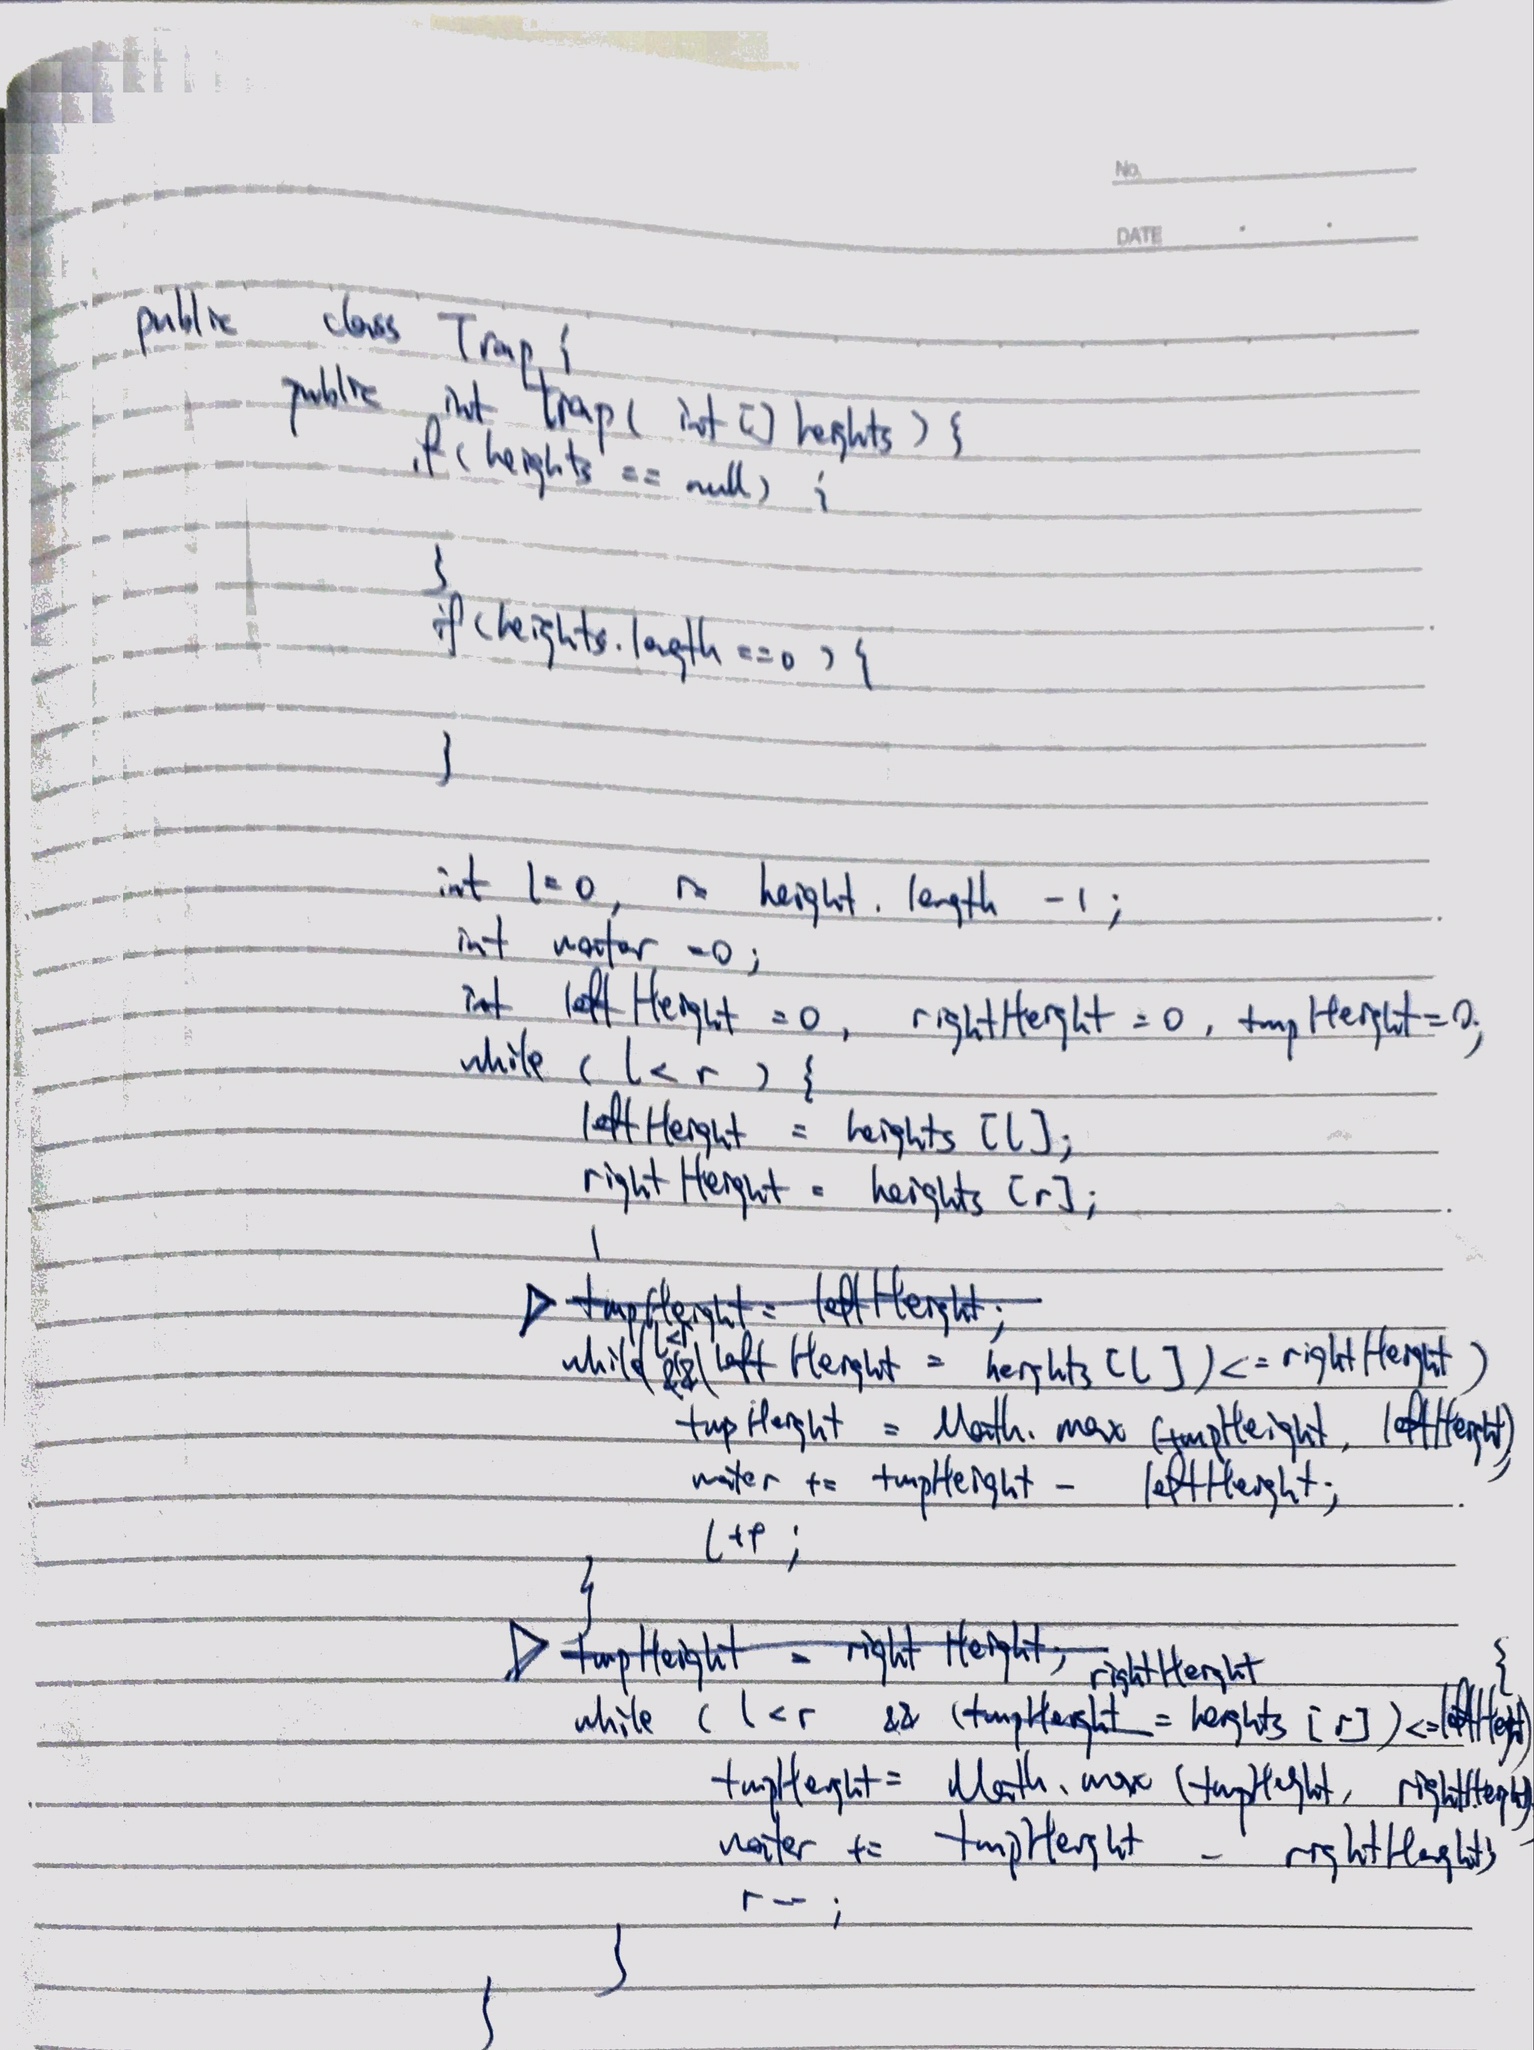 No.
DATE
public class Trap {
public int trap( int [] heights ) {
if ( heights == null) {
}
if (heights.length ==0 ) {
}
int l=0, r= height. length -1;
int water =0;
int leftHeight =0, rightHeight =0, tmpHeight=0;
while ( l< r ) {
leftHeight = heights [l];
rightHeight = heights [r];
tmpHeight = leftHeight;
while( l<r && (leftHeight = heights [l] ) <= rightHeight )
tmpHeight = Math. max (tmpHeight, leftHeight);
water += tmpHeight - leftHeight;
l++;
}
tmpHeight = rightHeight; {
rightHeight
while ( l<r && (tmpHeight = heights [r] ) <=leftHeight)
tmpHeight = Math. max (tmpHeight, rightHeight);
water += tmpHeight - rightHeight;
r--;
}
}